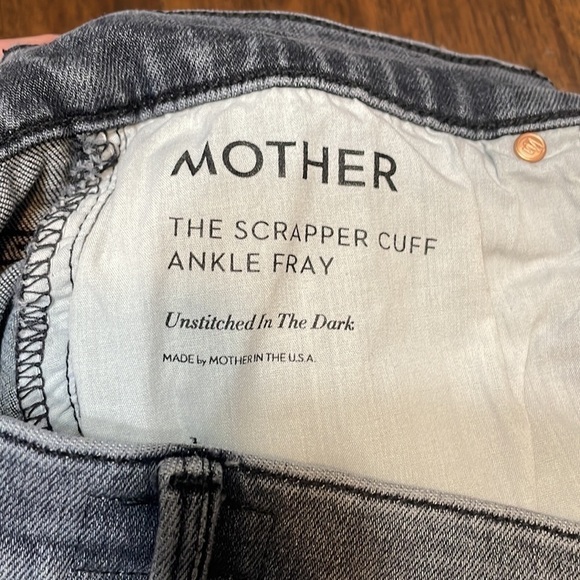 MOTHER
THE SCRAPPER CUFF
ANKLE FRAY
Unstitched In The Dark
MADE by MOTHER IN THE U.S.A.